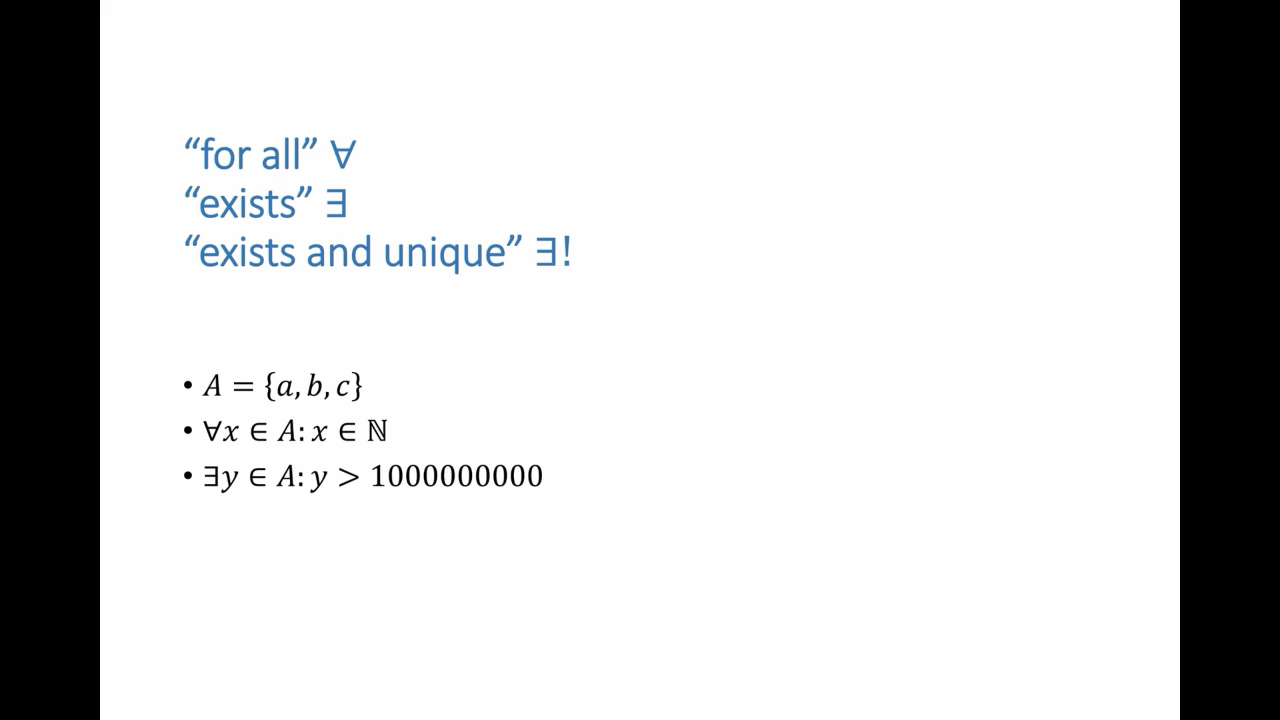 “for all” ∀
“exists” ∃
“exists and unique” ∃!
• A = {a, b, c}
• ∀x ∈ A: x ∈ ℕ
• ∃y ∈ A: y > 1000000000